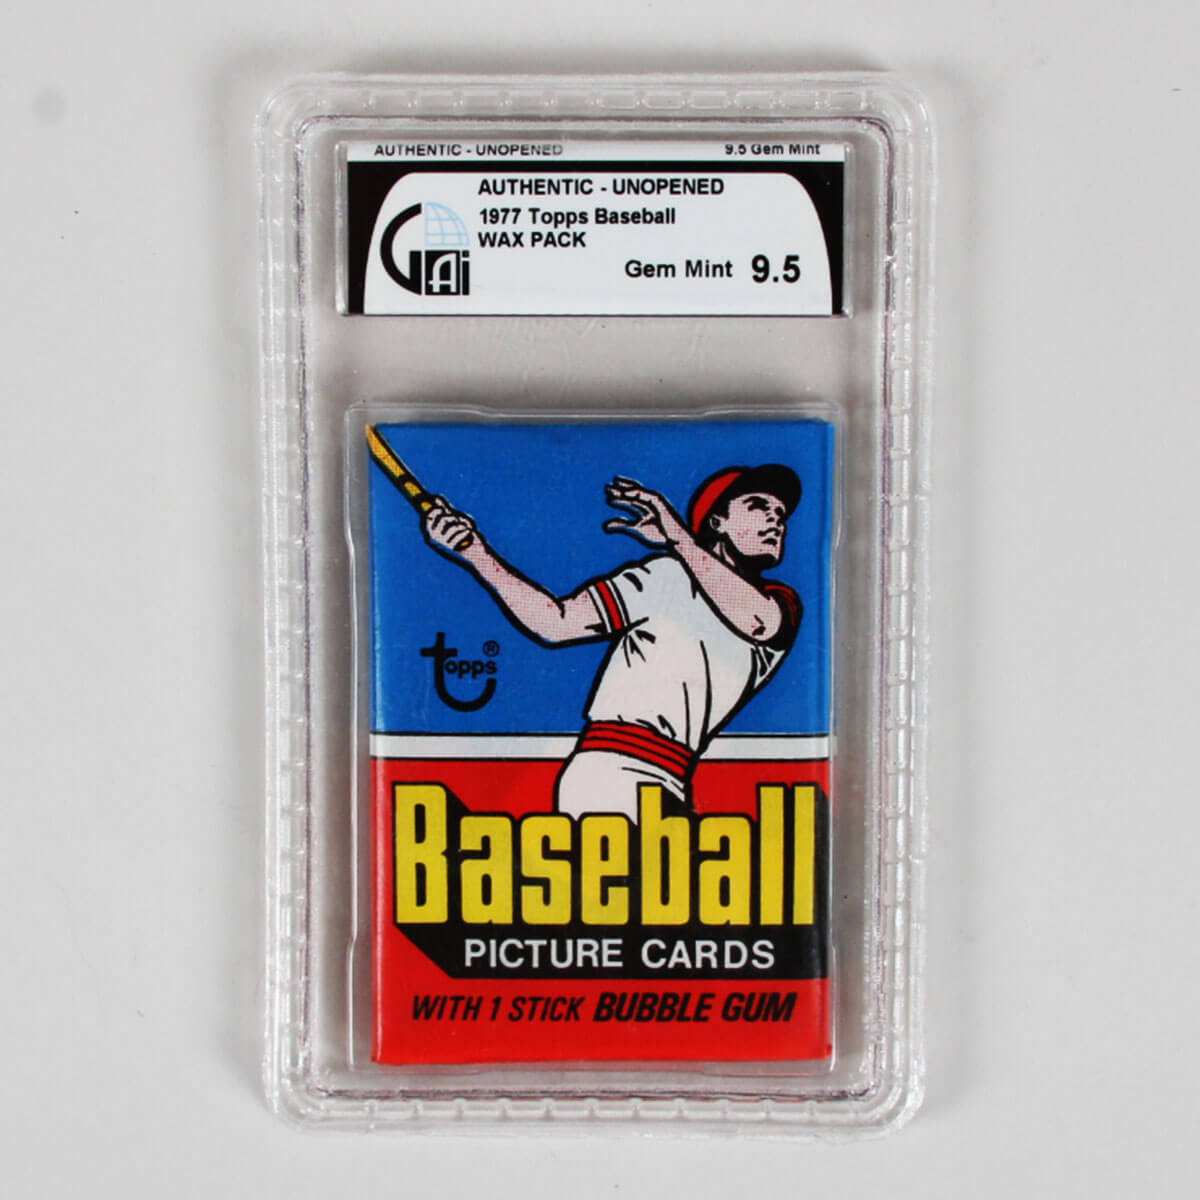 AUTHENTIC - UNOPENED 9.5 Gem Mint
AUTHENTIC - UNOPENED
1977 Topps Baseball
WAX PACK
GAi
Gem Mint 9.5
topps®
Baseball
PICTURE CARDS
WITH 1 STICK BUBBLE GUM